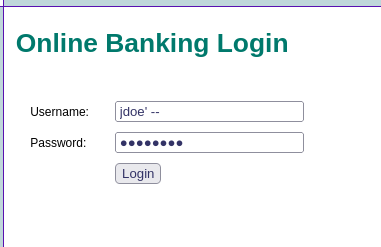 Online Banking Login
Username: jdoe' --
Password: ●●●●●●●●
Login